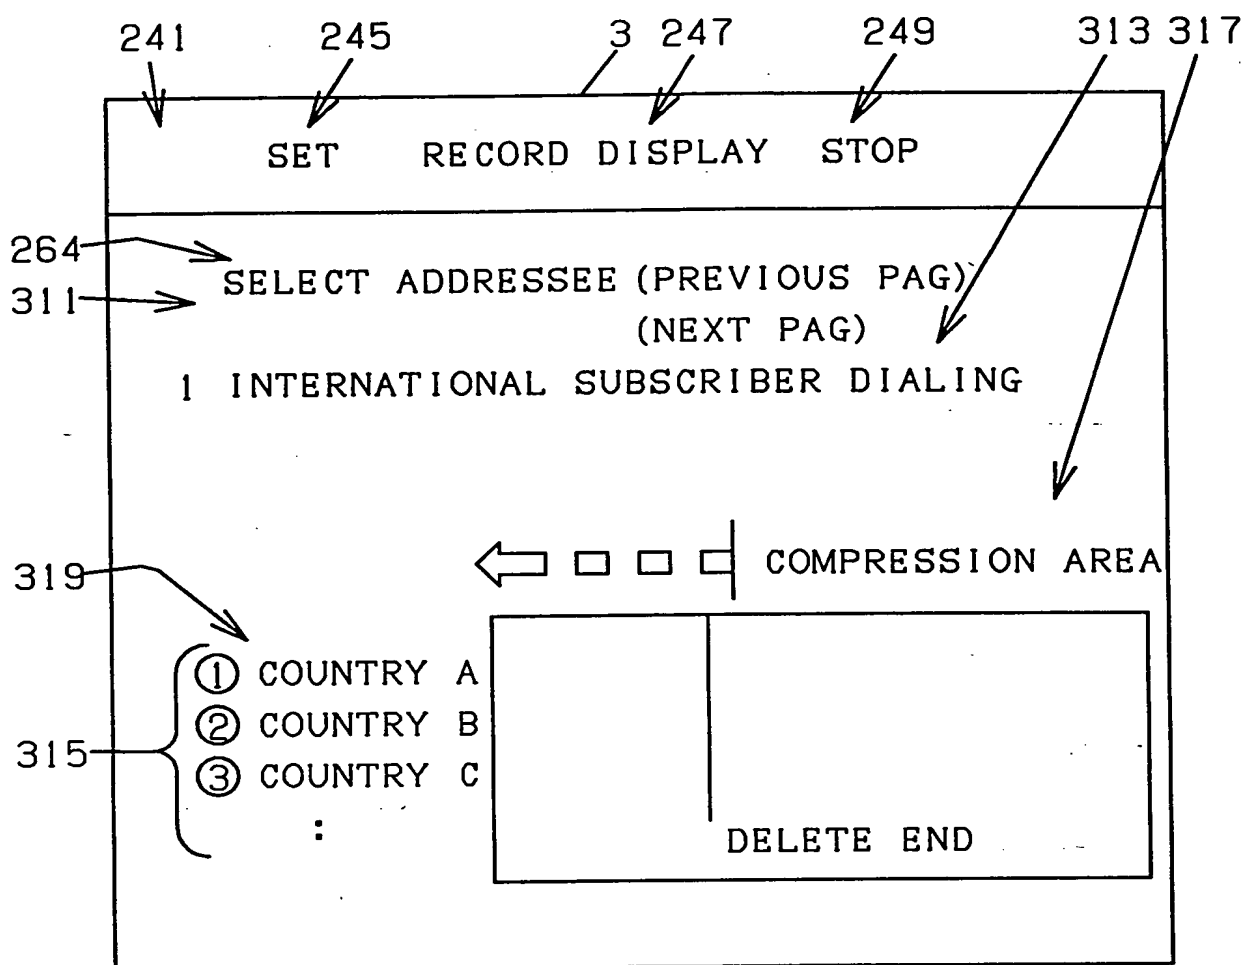 241 245 3 247 249 313 317
SET RECORD DISPLAY STOP
264
SELECT ADDRESSEE (PREVIOUS PAG)
311
(NEXT PAG)
1 INTERNATIONAL SUBSCRIBER DIALING
COMPRESSION AREA
319
① COUNTRY A
② COUNTRY B
315
③ COUNTRY C
:
DELETE END